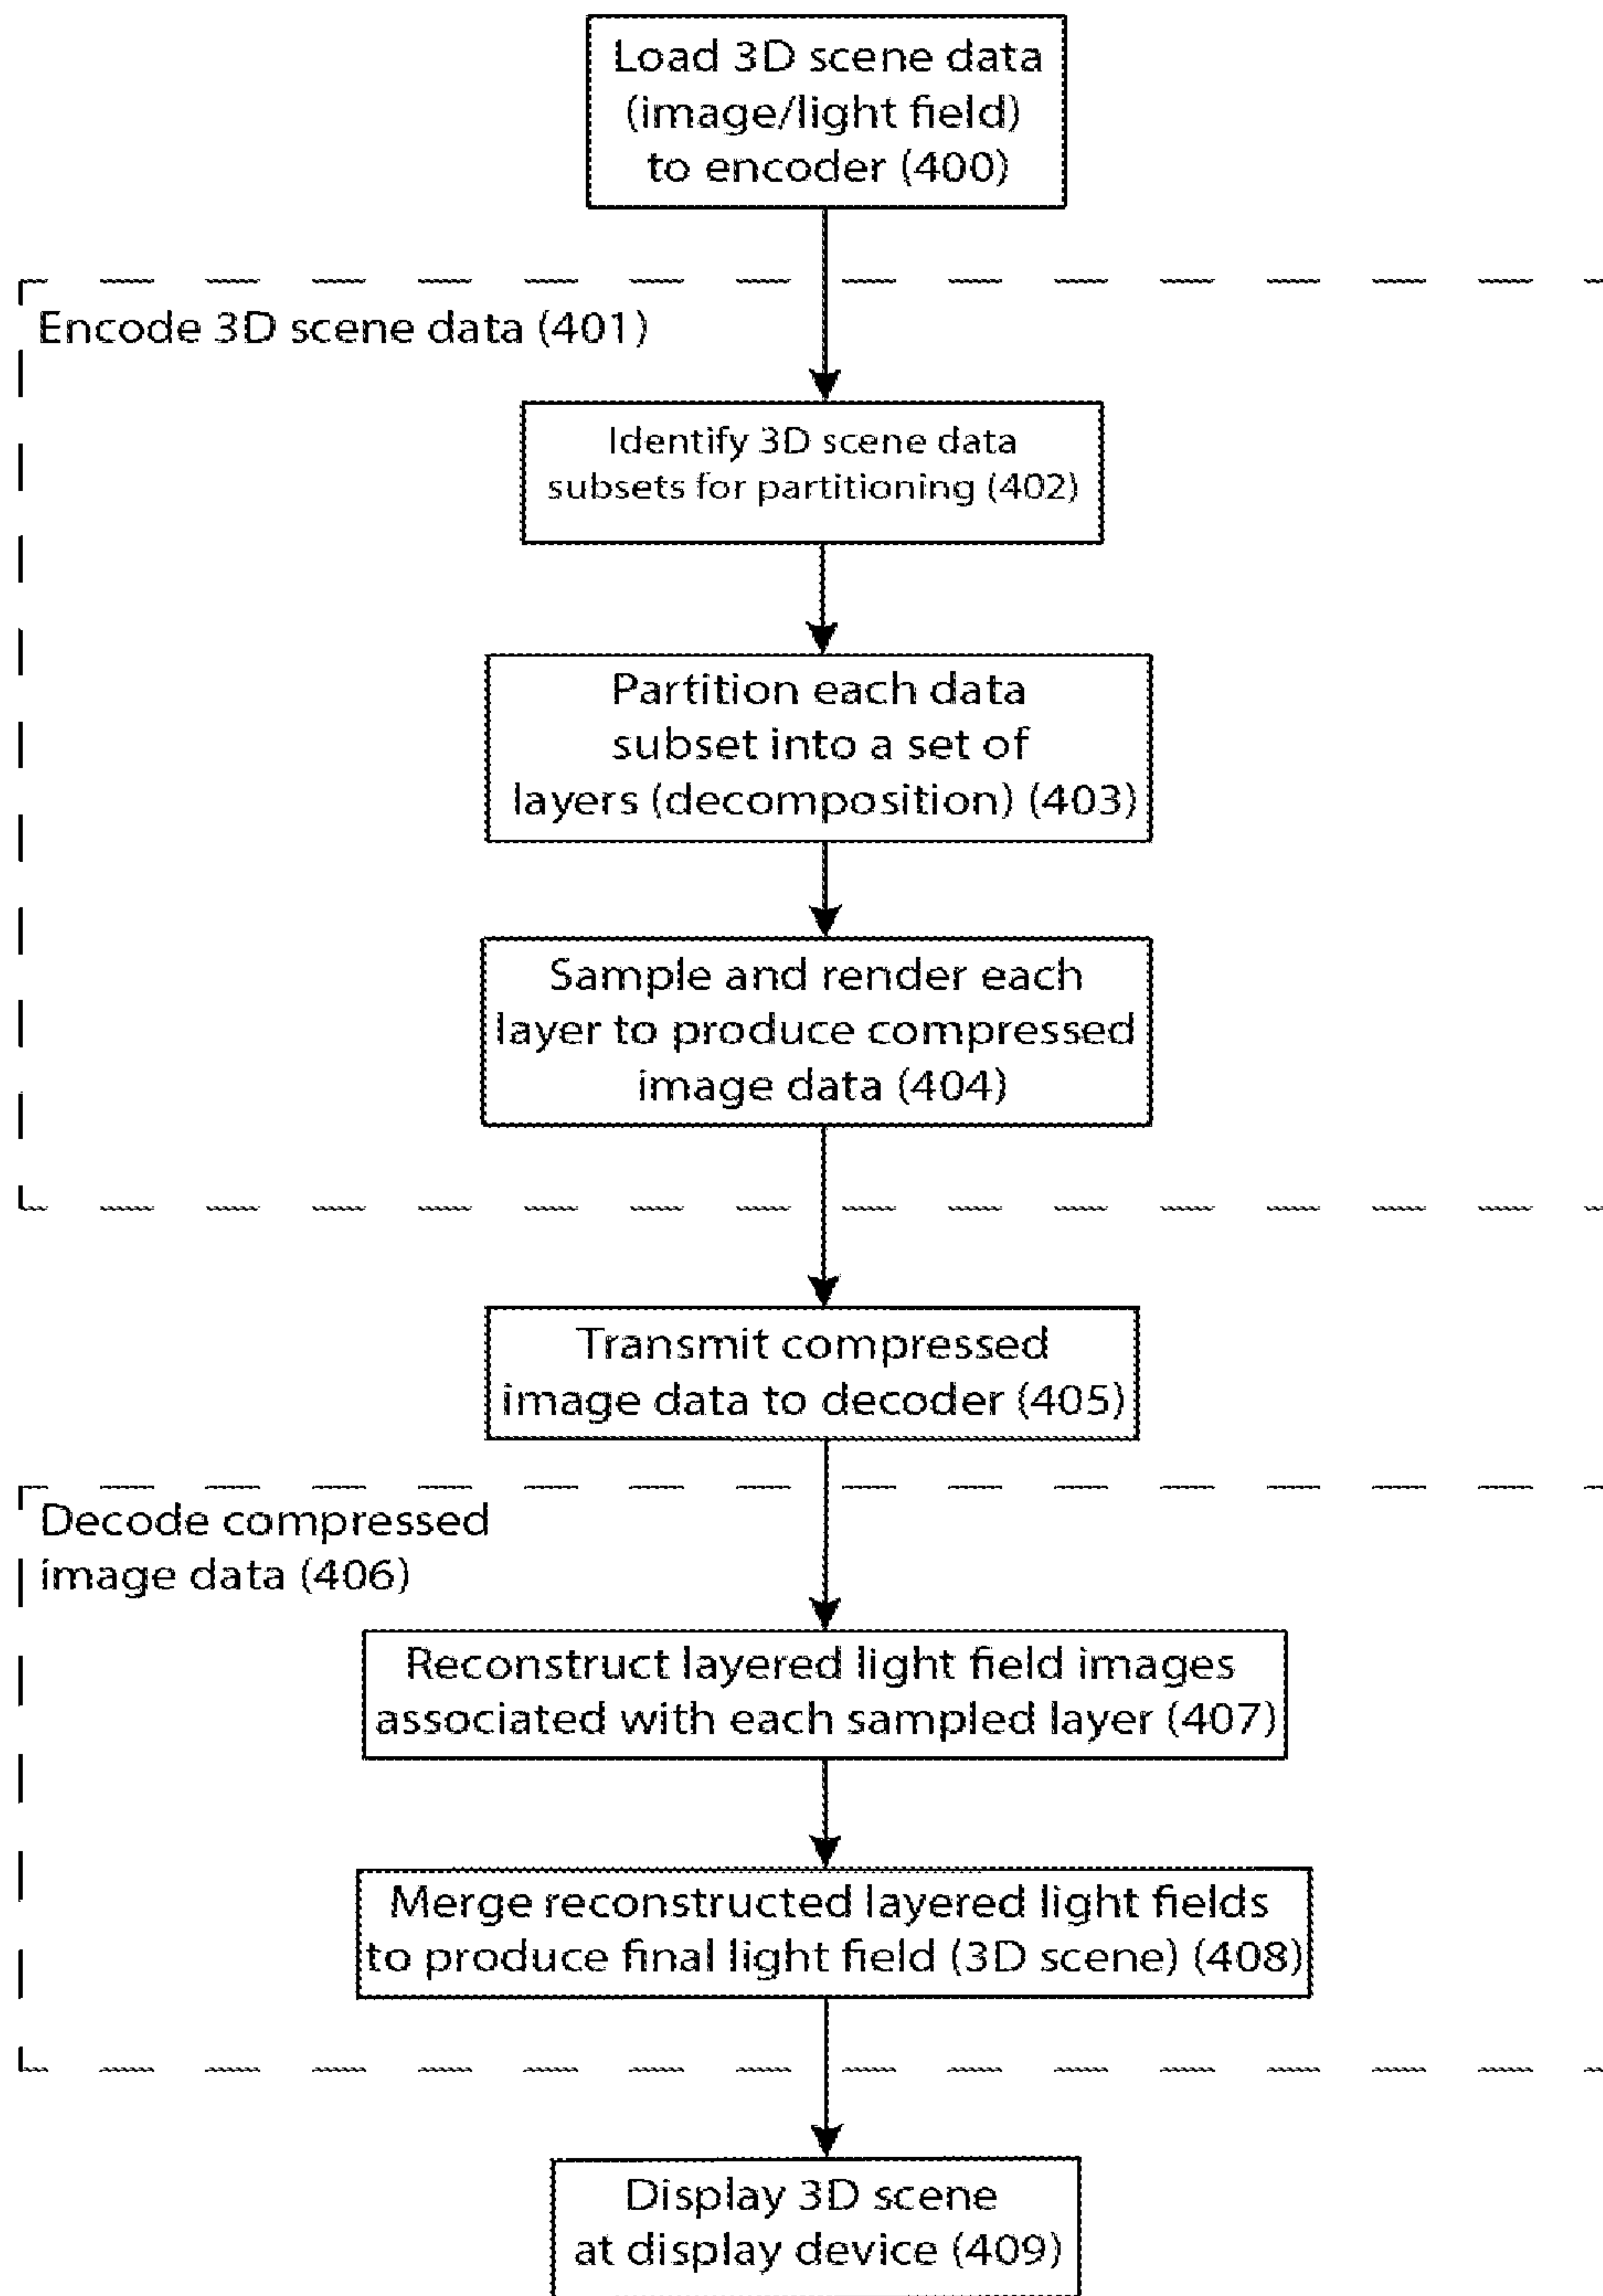 Load 3D scene data
(image/light field)
to encoder (400)
Encode 3D scene data (401)
Identify 3D scene data
subsets for partitioning (402)
Partition each data
subset into a set of
layers (decomposition) (403)
Sample and render each
layer to produce compressed
image data (404)
Transmit compressed
image data to decoder (405)
Decode compressed
image data (406)
Reconstruct layered light field images
associated with each sampled layer (407)
Merge reconstructed layered light fields
to produce final light field (3D scene) (408)
Display 3D scene
at display device (409)